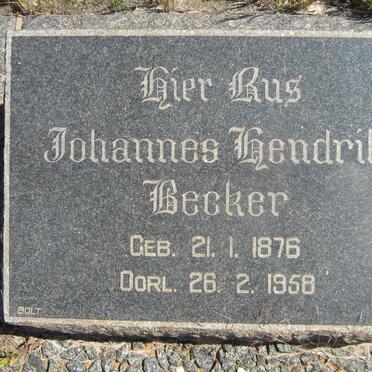 Hier Rus
Johannes Hendrik
Becker
GEB. 21. 1. 1876
OORL. 26. 2. 1958
BOLT